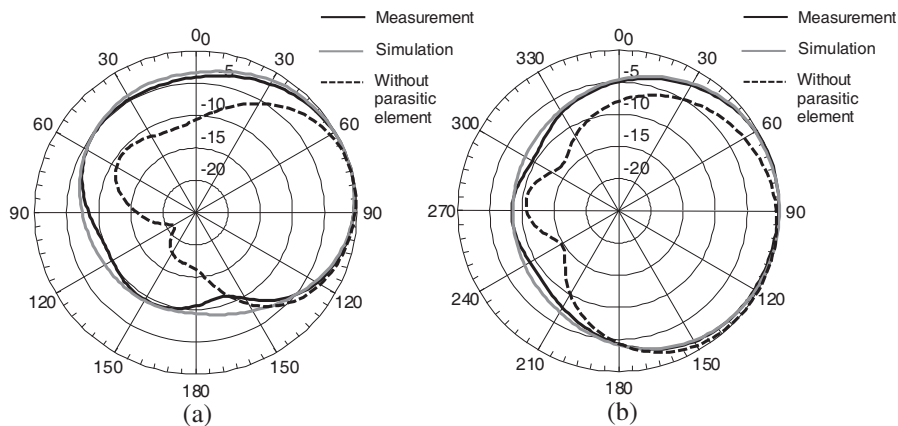 Measurement
Simulation
Without
parasitic
element
0
0
30
30
60
60
90
90
120
120
150
150
180
-5
-10
-15
-20
(a)
Measurement
Simulation
Without
parasitic
element
0
0
330
30
300
60
270
90
240
120
210
150
180
-5
-10
-15
-20
(b)